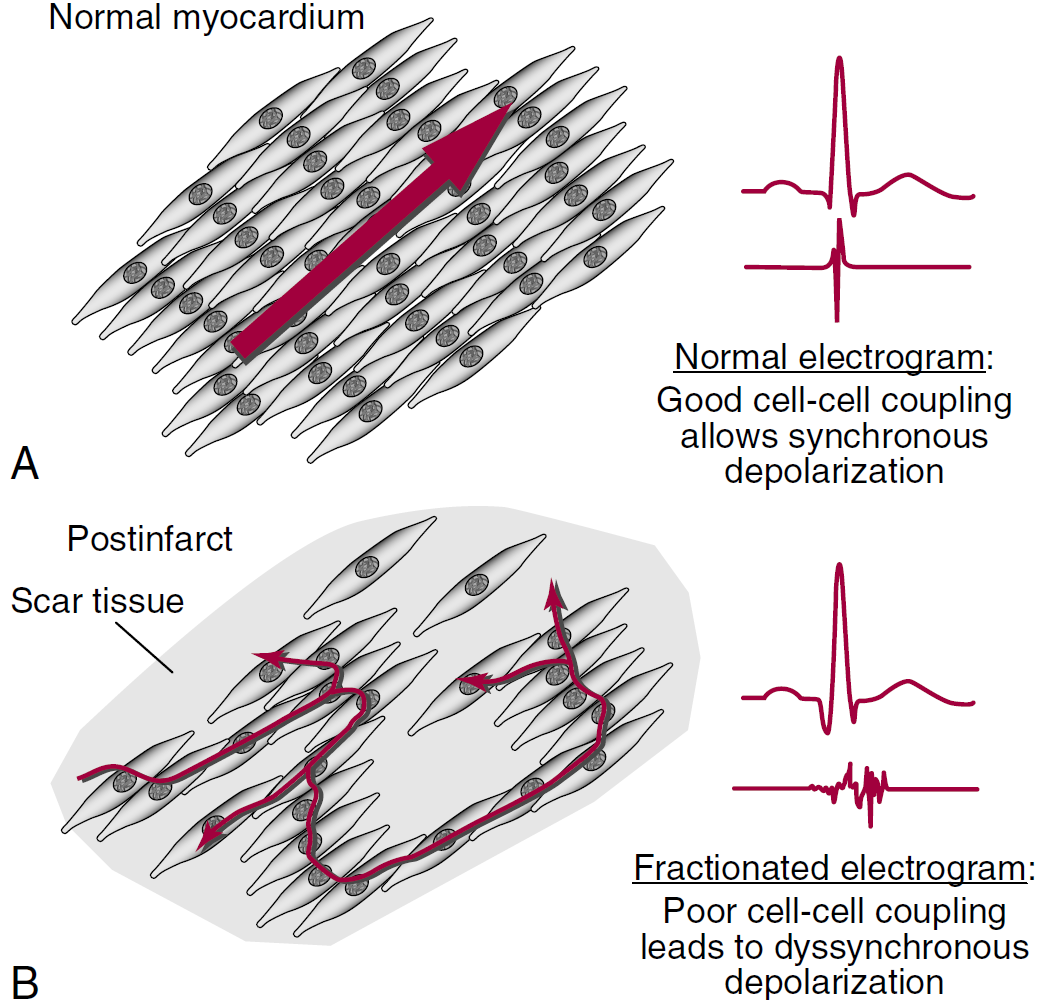 Normal myocardium
Normal electrogram:
Good cell-cell coupling
allows synchronous
depolarization
A
Postinfarct
Scar tissue
Fractionated electrogram:
Poor cell-cell coupling
leads to dyssynchronous
depolarization
B